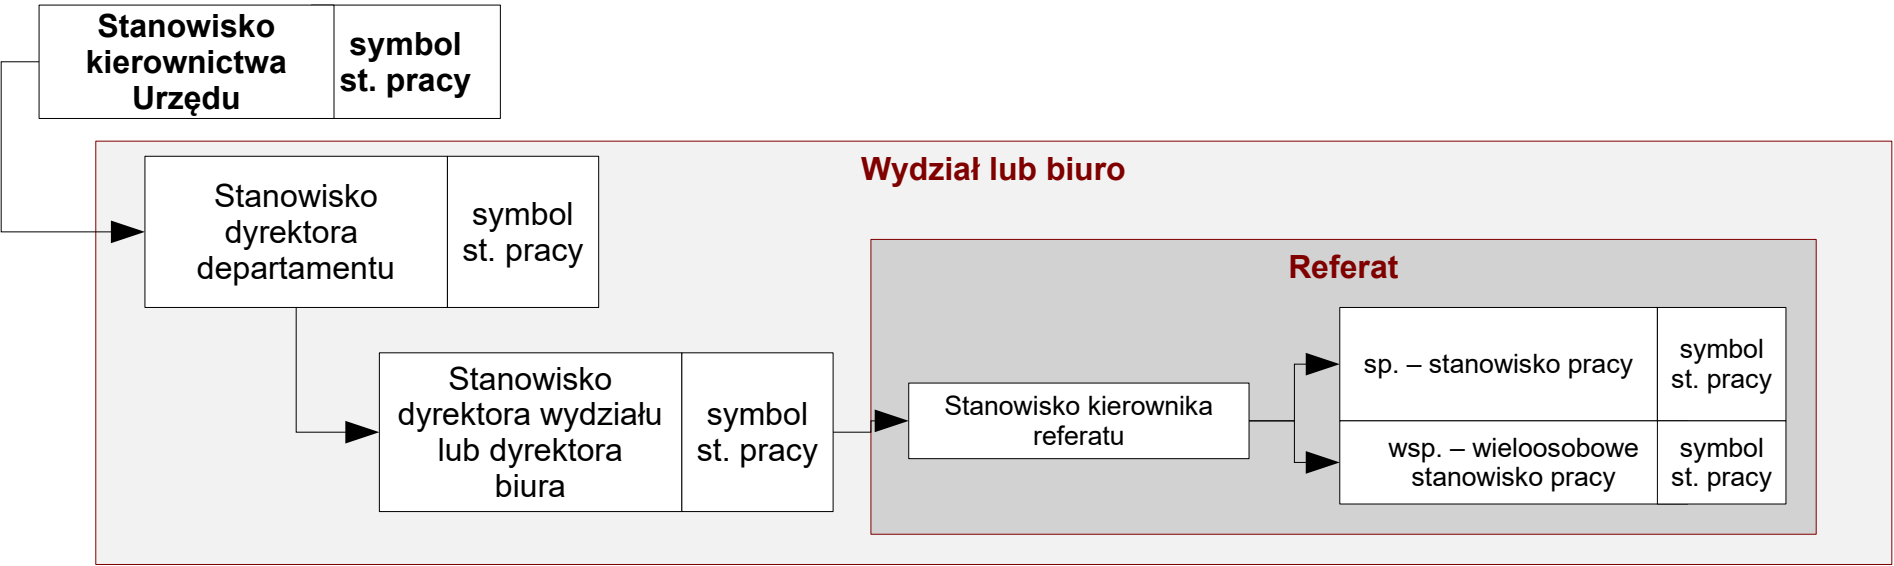 Stanowisko
kierownictwa
Urzędu
symbol
st. pracy
Wydział lub biuro
Stanowisko
dyrektora
departamentu
symbol
st. pracy
Referat
Stanowisko
dyrektora wydziału
lub dyrektora
biura
symbol
st. pracy
Stanowisko kierownika
referatu
sp. – stanowisko pracy
symbol
st. pracy
wsp. – wieloosobowe
stanowisko pracy
symbol
st. pracy